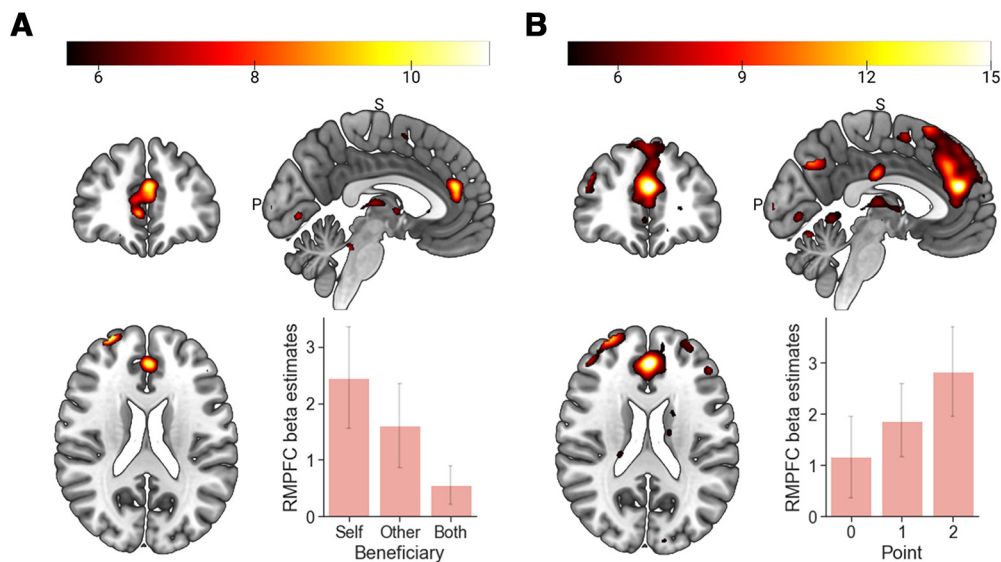 A
B
6 8 10
6 9 12 15
S
P
S
P
RMPFC beta estimates
3
2
1
0
Self Other Both
Beneficiary
RMPFC beta estimates
3
2
1
0
0 1 2
Point